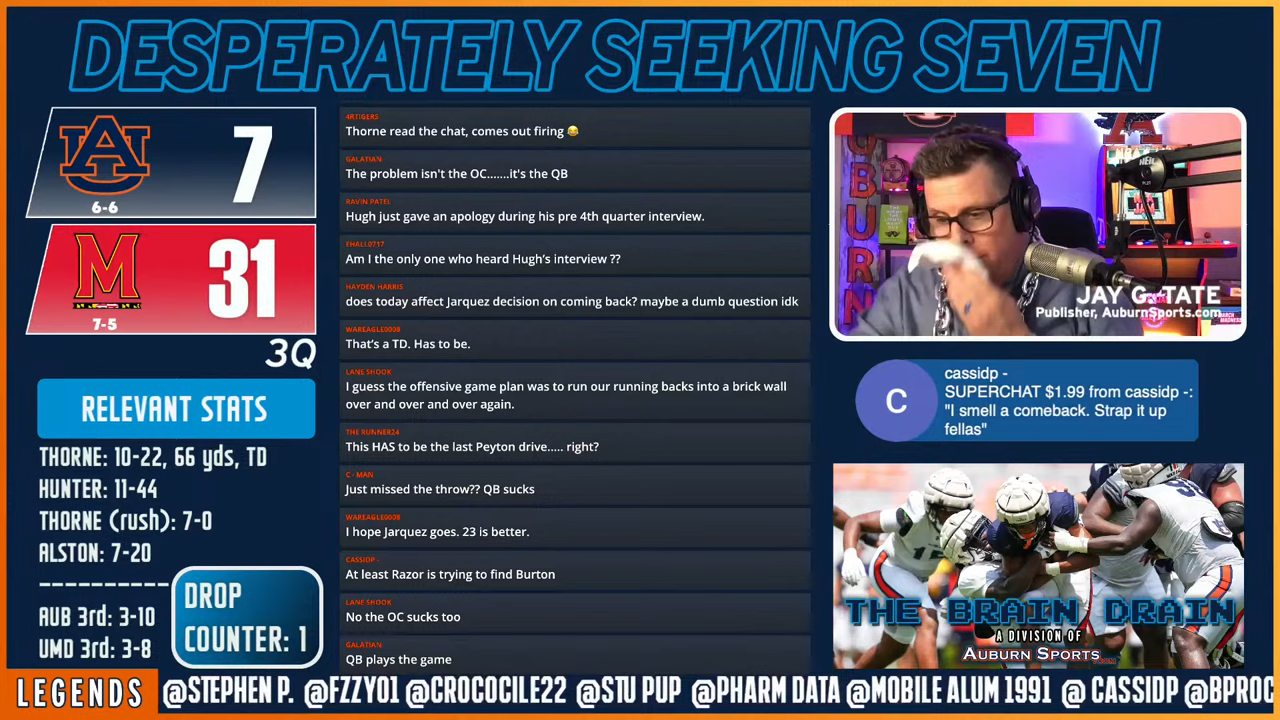 DESPERATELY SEEKING SEVEN
7
6-6
M
31
7-5
3Q
RELEVANT STATS
THORNE: 10-22, 66 yds, TD
HUNTER: 11-44
THORNE (rush): 7-0
ALSTON: 7-20
AUB 3rd: 3-10
UMD 3rd: 3-8
DROP
COUNTER: 1
4RTIGERS
Thorne read the chat, comes out firing 😂
GALATIAN
The problem isn't the OC.......it's the QB
RAVIN PATEL
Hugh just gave an apology during his pre 4th quarter interview.
EHALL0717
Am I the only one who heard Hugh's interview ??
HAYDEN HARRIS
does today affect Jarquez decision on coming back? maybe a dumb question idk
WAREAGLE0008
That's a TD. Has to be.
LANE SHOOK
I guess the offensive game plan was to run our running backs into a brick wall
over and over and over again.
THE RUNNER24
This HAS to be the last Peyton drive..... right?
C - MAN
Just missed the throw?? QB sucks
WAREAGLE0008
I hope Jarquez goes. 23 is better.
CASSIDP -
At least Razor is trying to find Burton
LANE SHOOK
No the OC sucks too
GALATIAN
QB plays the game
JAY G. TATE
Publisher, AuburnSports.com
C
cassidp -
SUPERCHAT $1.99 from cassidp -:
"I smell a comeback. Strap it up
fellas"
THE BRAIN DRAIN
A DIVISION OF
AUBURN SPORTS
LEGENDS @STEPHEN P. @FZZY01 @CROCOCILE22 @STU PUP @PHARM DATA @MOBILE ALUM 1991 @ CASSIDP @BPROC